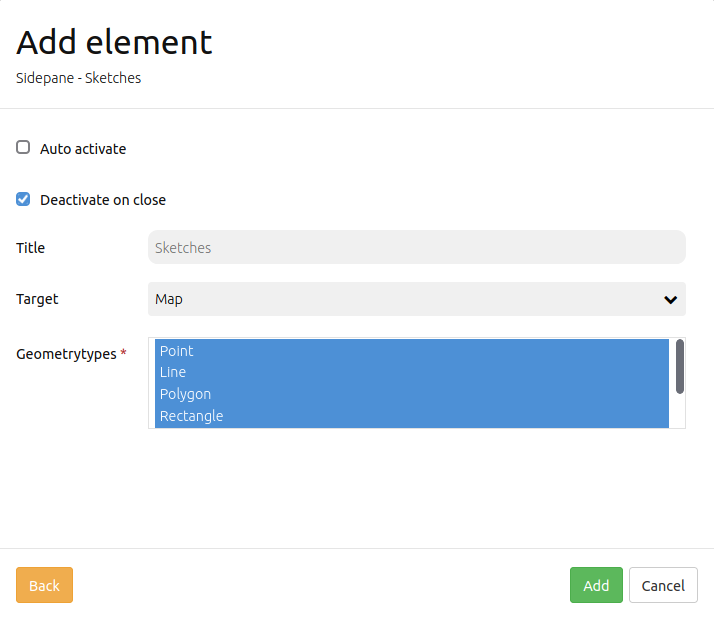 Add element
Sidepane - Sketches
Auto activate
Deactivate on close
Title Sketches
Target Map
Geometrytypes * Point
Line
Polygon
Rectangle
Back Add Cancel